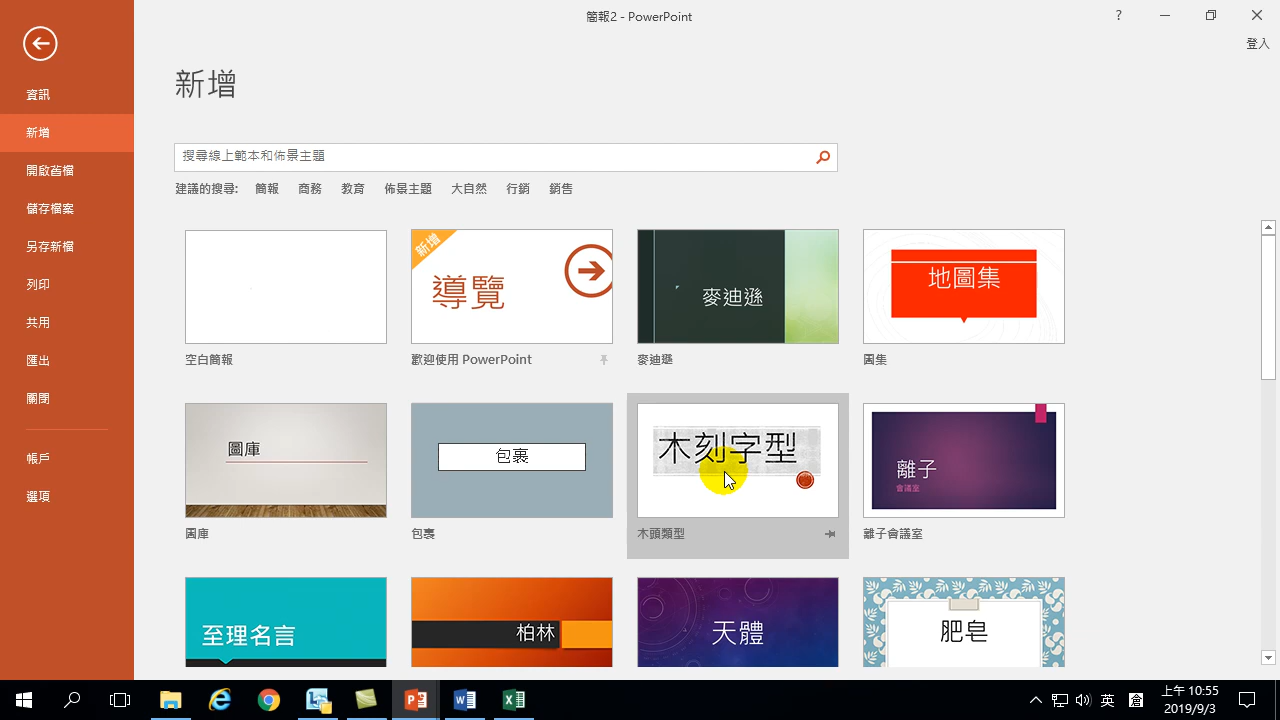 簡報2 - PowerPoint
?
登入
新增
資訊
新增
開啟舊檔
儲存檔案
另存新檔
列印
共用
匯出
關閉
帳戶
選項
搜尋線上範本和佈景主題
建議的搜尋: 簡報 商務 教育 佈景主題 大自然 行銷 銷售
新增
導覽
麥迪遜
地圖集
空白簡報
歡迎使用 PowerPoint
麥迪遜
圖集
圖庫
包裹
木刻字型
離子
會議室
圖庫
包裹
木頭類型
離子會議室
至理名言
柏林
天體
肥皂
英
倉
上午 10:55
2019/9/3